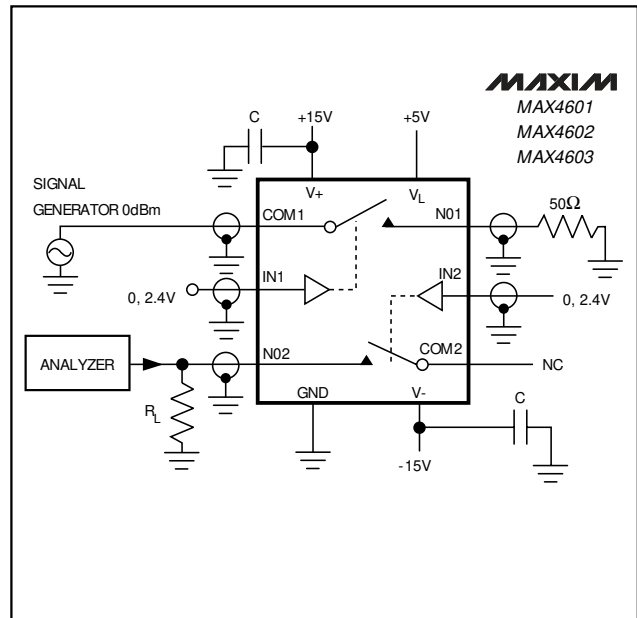 MAXIM
MAX4601
MAX4602
MAX4603
C
+15V
+5V
SIGNAL
GENERATOR 0dBm
V+
VL
COM1
N01
50Ω
IN1
IN2
0, 2.4V
0, 2.4V
ANALYZER
N02
COM2
NC
RL
GND
V-
C
-15V